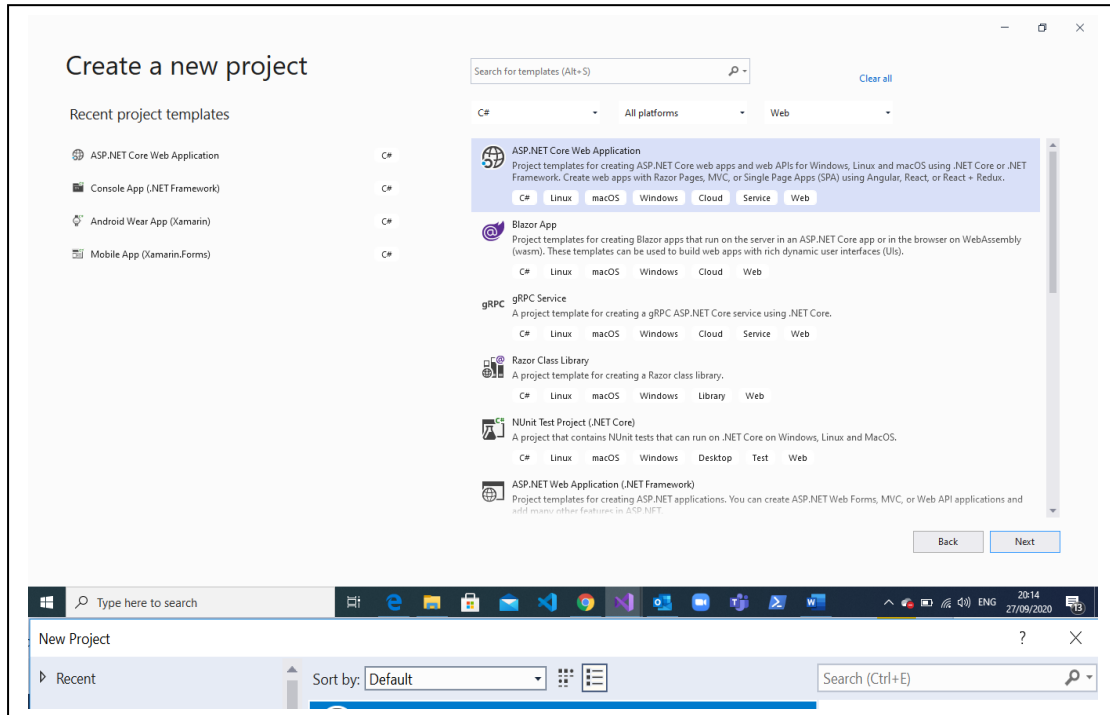 Create a new project
Search for templates (Alt+S)
Clear all
Recent project templates
C#
All platforms
Web
ASP.NET Core Web Application
C#
Console App (.NET Framework)
C#
Android Wear App (Xamarin)
C#
Mobile App (Xamarin.Forms)
C#
ASP.NET Core Web Application
Project templates for creating ASP.NET Core web apps and web APIs for Windows, Linux and macOS using .NET Core or .NET
Framework. Create web apps with Razor Pages, MVC, or Single Page Apps (SPA) using Angular, React, or React + Redux.
C# Linux macOS Windows Cloud Service Web
Blazor App
Project templates for creating Blazor apps that run on the server in an ASP.NET Core app or in the browser on WebAssembly
(wasm). These templates can be used to build web apps with rich dynamic user interfaces (UIs).
C# Linux macOS Windows Cloud Web
gRPC
gRPC Service
A project template for creating a gRPC ASP.NET Core service using .NET Core.
C# Linux macOS Windows Cloud Service Web
Razor Class Library
A project template for creating a Razor class library.
C# Linux macOS Windows Library Web
NUnit Test Project (.NET Core)
A project that contains NUnit tests that can run on .NET Core on Windows, Linux and MacOS.
C# Linux macOS Windows Desktop Test Web
ASP.NET Web Application (.NET Framework)
Project templates for creating ASP.NET applications. You can create ASP.NET Web Forms, MVC, or Web API applications and
add many other features in ASP.NET.
Back
Next
Type here to search
ENG
20:14
27/09/2020
13
New Project
?
Recent
Sort by: Default
Search (Ctrl+E)